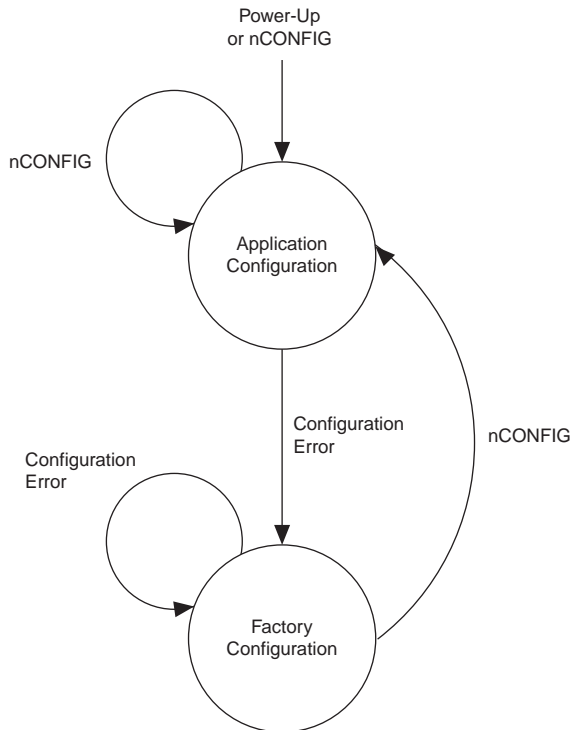 Power-Up
or nCONFIG
nCONFIG
Application
Configuration
Configuration
Error
nCONFIG
Configuration
Error
Factory
Configuration